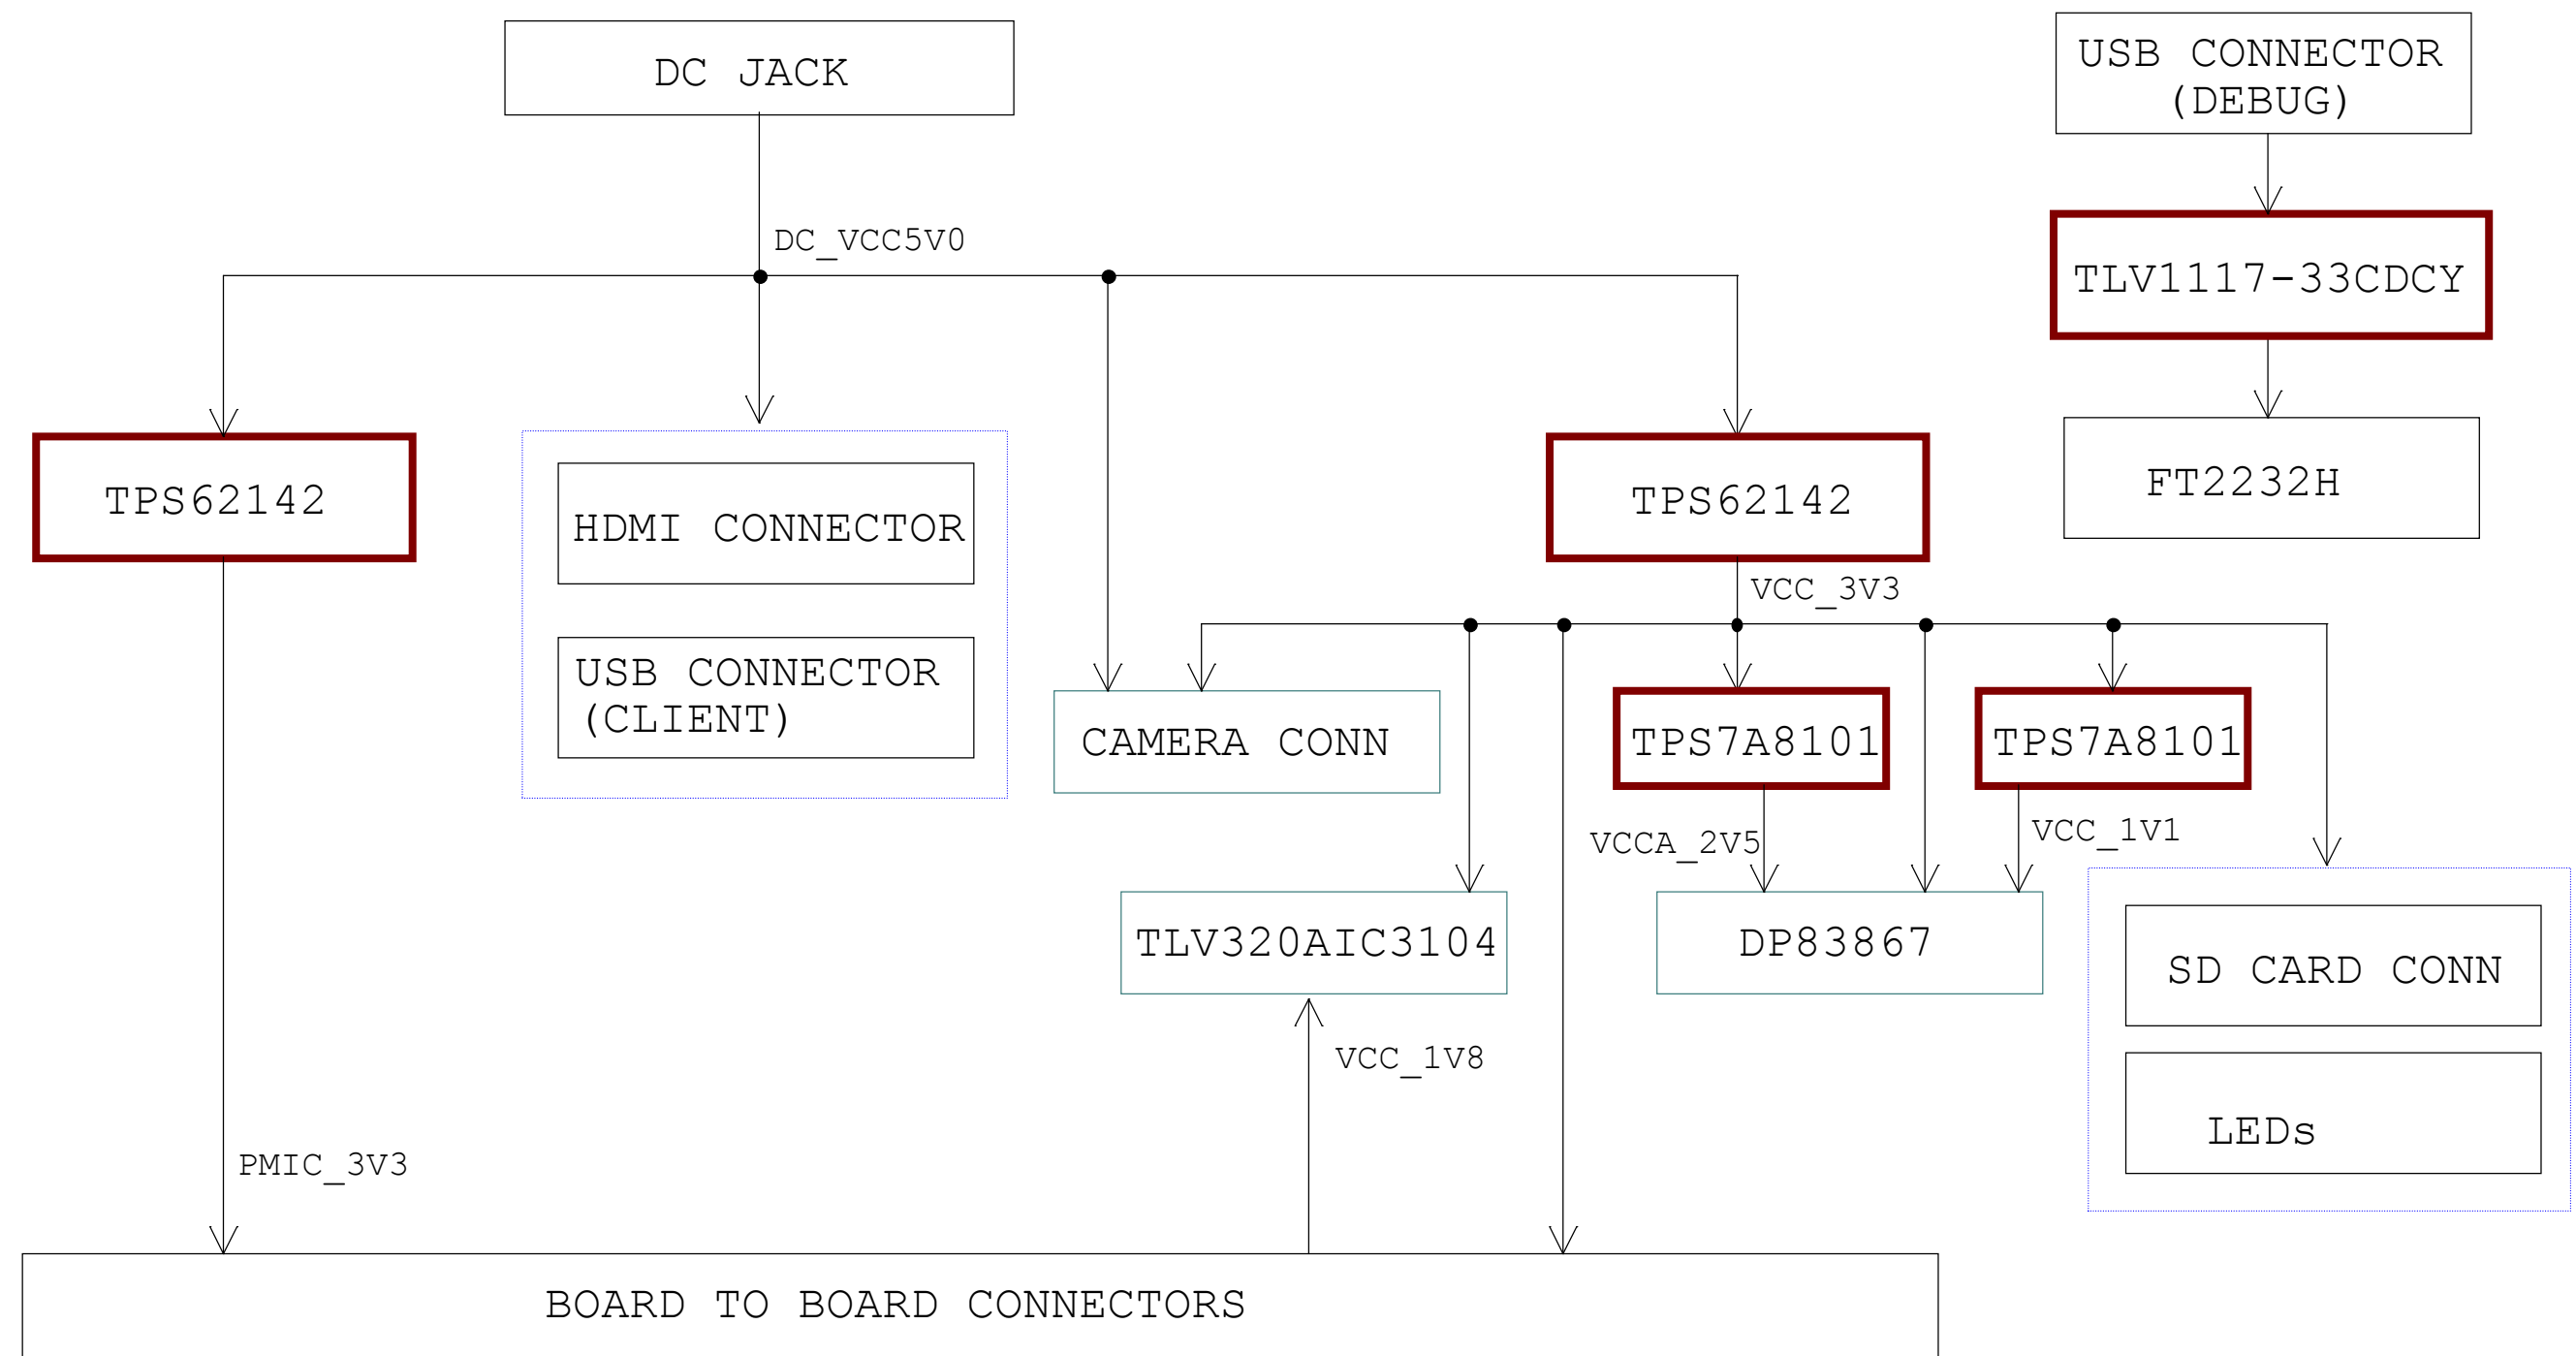 DC JACK
USB CONNECTOR
(DEBUG)
DC_VCC5V0
TLV1117-33CDCY
TPS62142
HDMI CONNECTOR
TPS62142
FT2232H
VCC_3V3
USB CONNECTOR
(CLIENT)
CAMERA CONN
TPS7A8101
TPS7A8101
VCCA_2V5
VCC_1V1
TLV320AIC3104
DP83867
SD CARD CONN
VCC_1V8
LEDs
PMIC_3V3
BOARD TO BOARD CONNECTORS